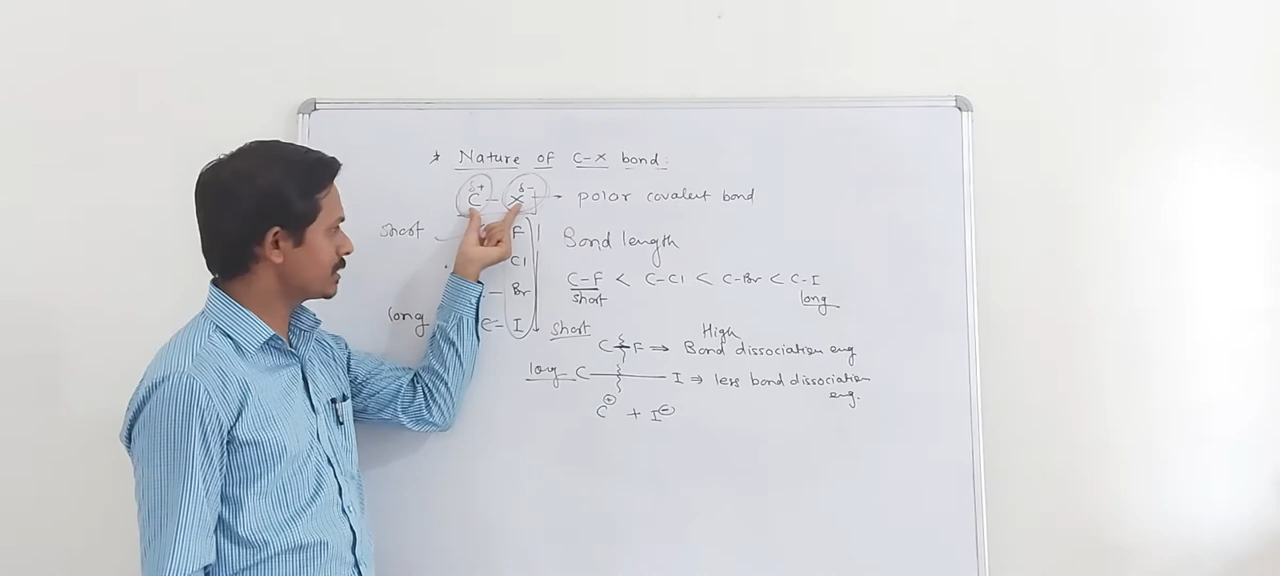 * Nature of C-X bond:
δ+ δ-
C - X → polar covalent bond
short F Bond length
Cl C-F < C-Cl < C-Br < C-I
- Br short long
long C- I short High
C-F ⇒ Bond dissociation eng
long C I ⇒ less bond dissociation
eng.
C⊕ + I⊖